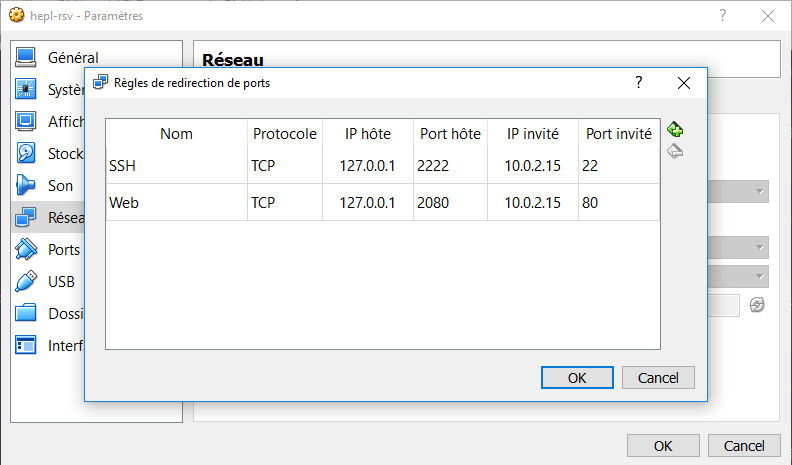 hepl-rsv - Paramètres
?
Général
Réseau
Systèm
Règles de redirection de ports
?
Affich
Nom Protocole IP hôte Port hôte IP invité Port invité
Stock
SSH TCP 127.0.0.1 2222 10.0.2.15 22
Son
Web TCP 127.0.0.1 2080 10.0.2.15 80
Résea
Ports
USB
Dossi
Interf
OK Cancel
OK Cancel